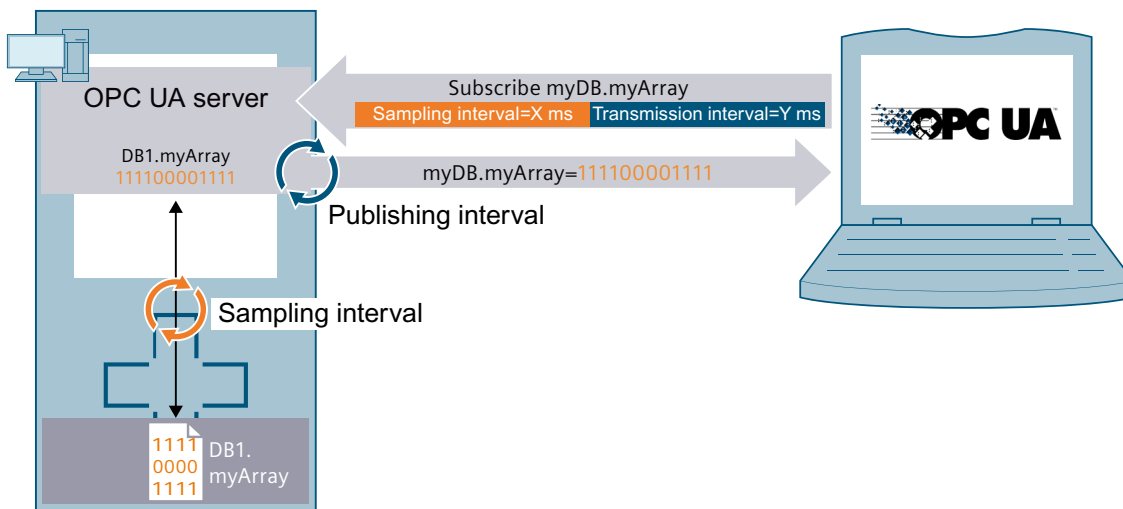 OPC UA server
Subscribe myDB.myArray
Sampling interval=X ms Transmission interval=Y ms
OPC UA
DB1.myArray
111100001111
myDB.myArray=111100001111
Publishing interval
Sampling interval
1111
0000
1111
DB1.
myArray